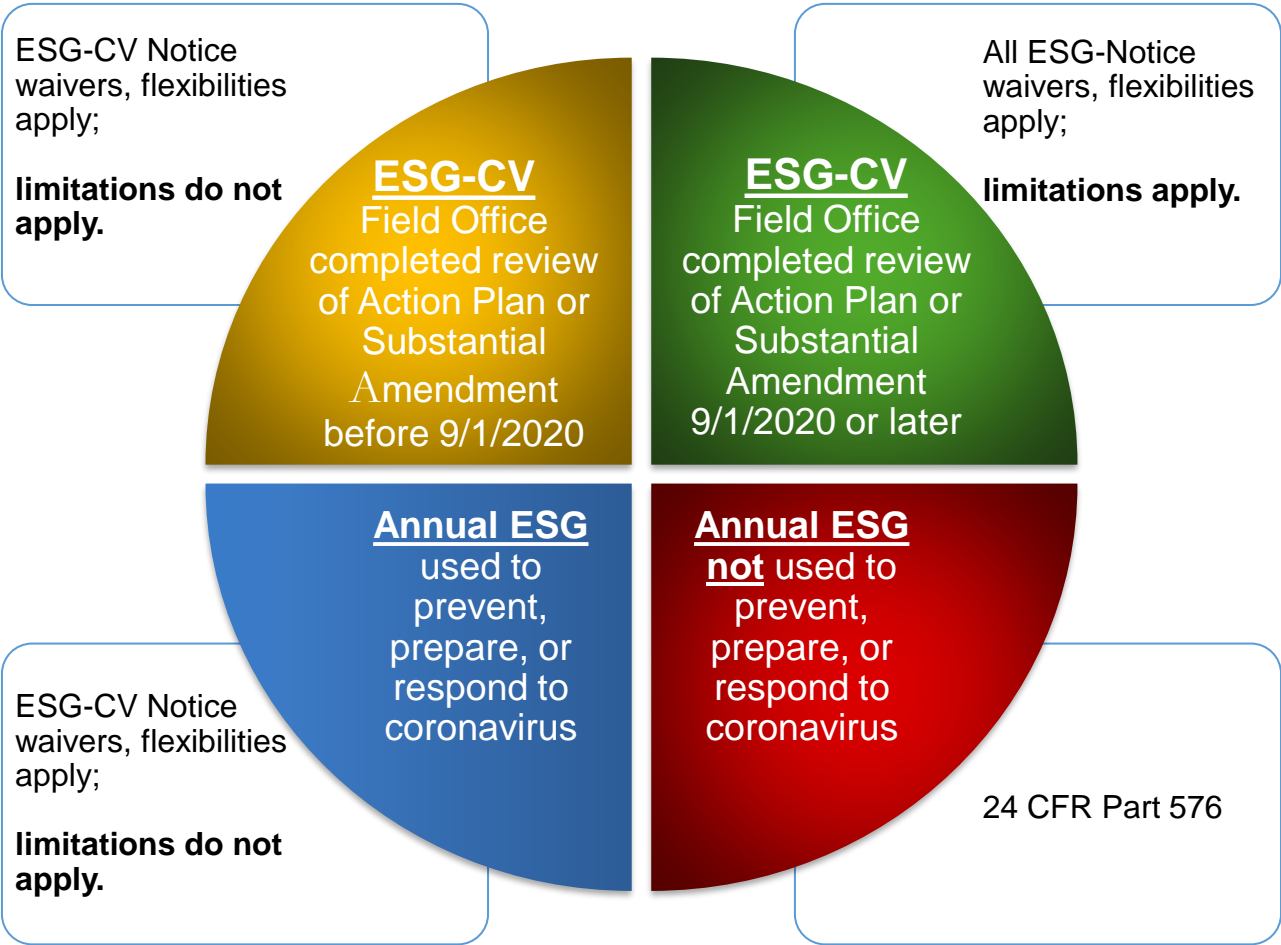 ESG-CV Notice
waivers, flexibilities
apply;
limitations do not
apply.
ESG-CV
Field Office
completed review
of Action Plan or
Substantial
Amendment
before 9/1/2020
ESG-CV
Field Office
completed review
of Action Plan or
Substantial
Amendment
9/1/2020 or later
All ESG-Notice
waivers, flexibilities
apply;
limitations apply.
ESG-CV Notice
waivers, flexibilities
apply;
limitations do not
apply.
Annual ESG
used to
prevent,
prepare, or
respond to
coronavirus
Annual ESG
not used to
prevent,
prepare, or
respond to
coronavirus
24 CFR Part 576